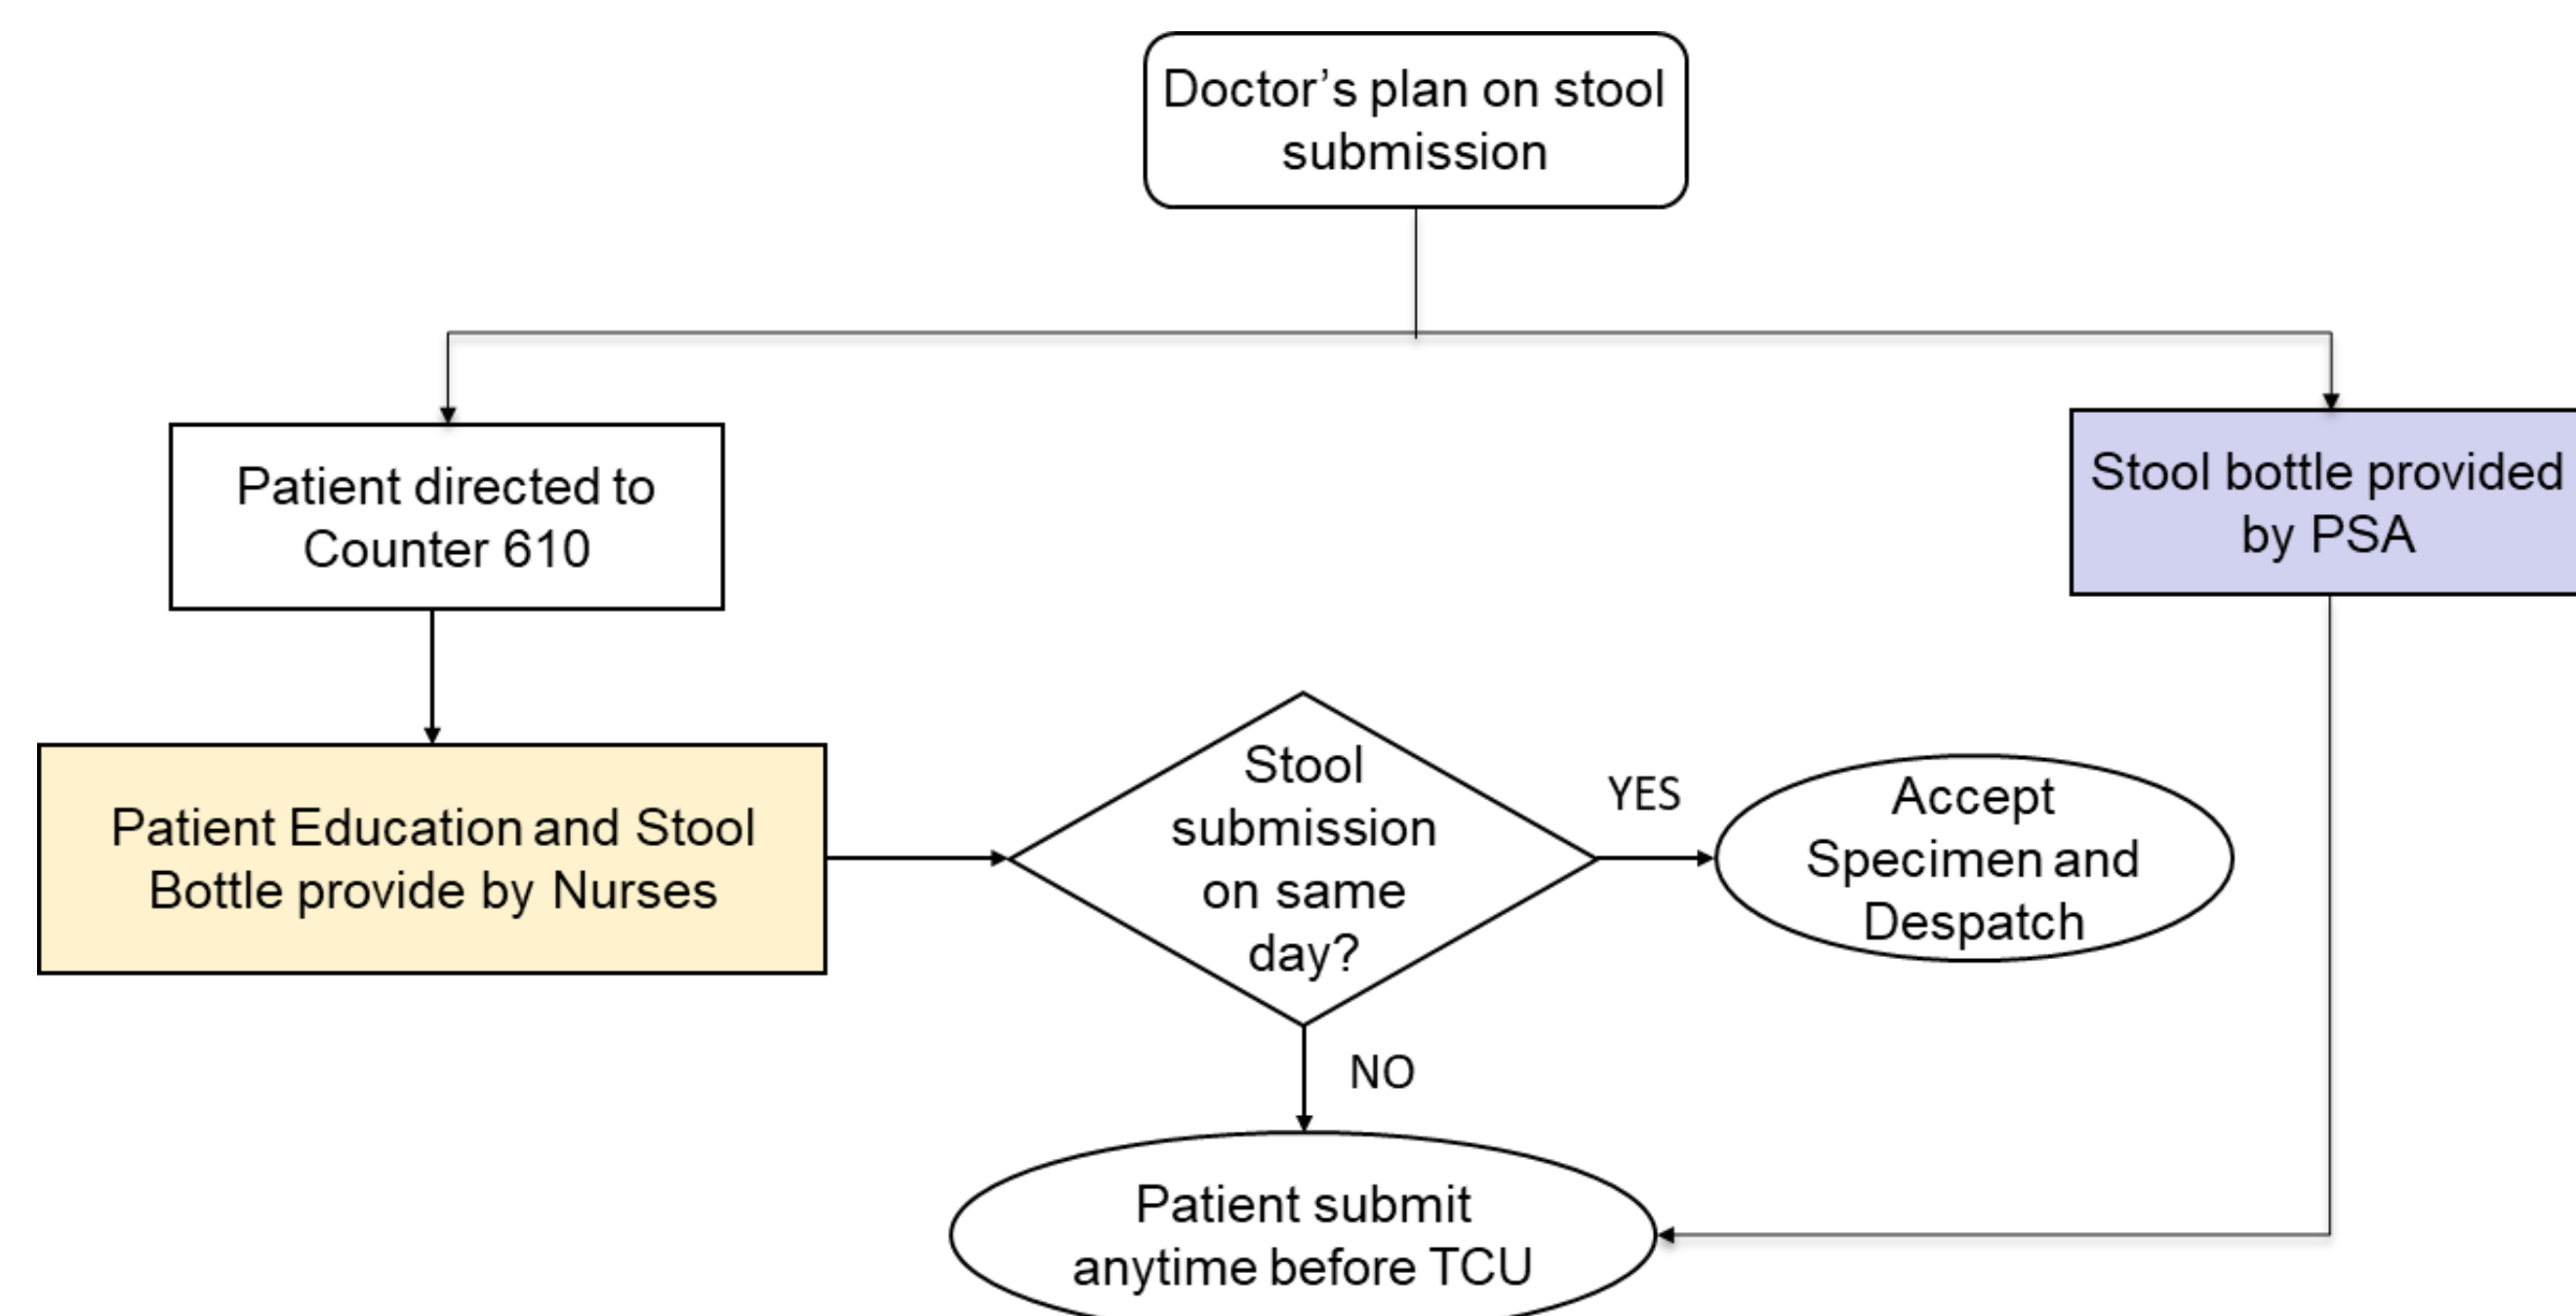 Doctor’s plan on stool
submission
Patient directed to
Counter 610
Stool bottle provided
by PSA
Patient Education and Stool
Bottle provide by Nurses
Stool
submission
on same
day?
YES
Accept
Specimen and
Despatch
NO
Patient submit
anytime before TCU